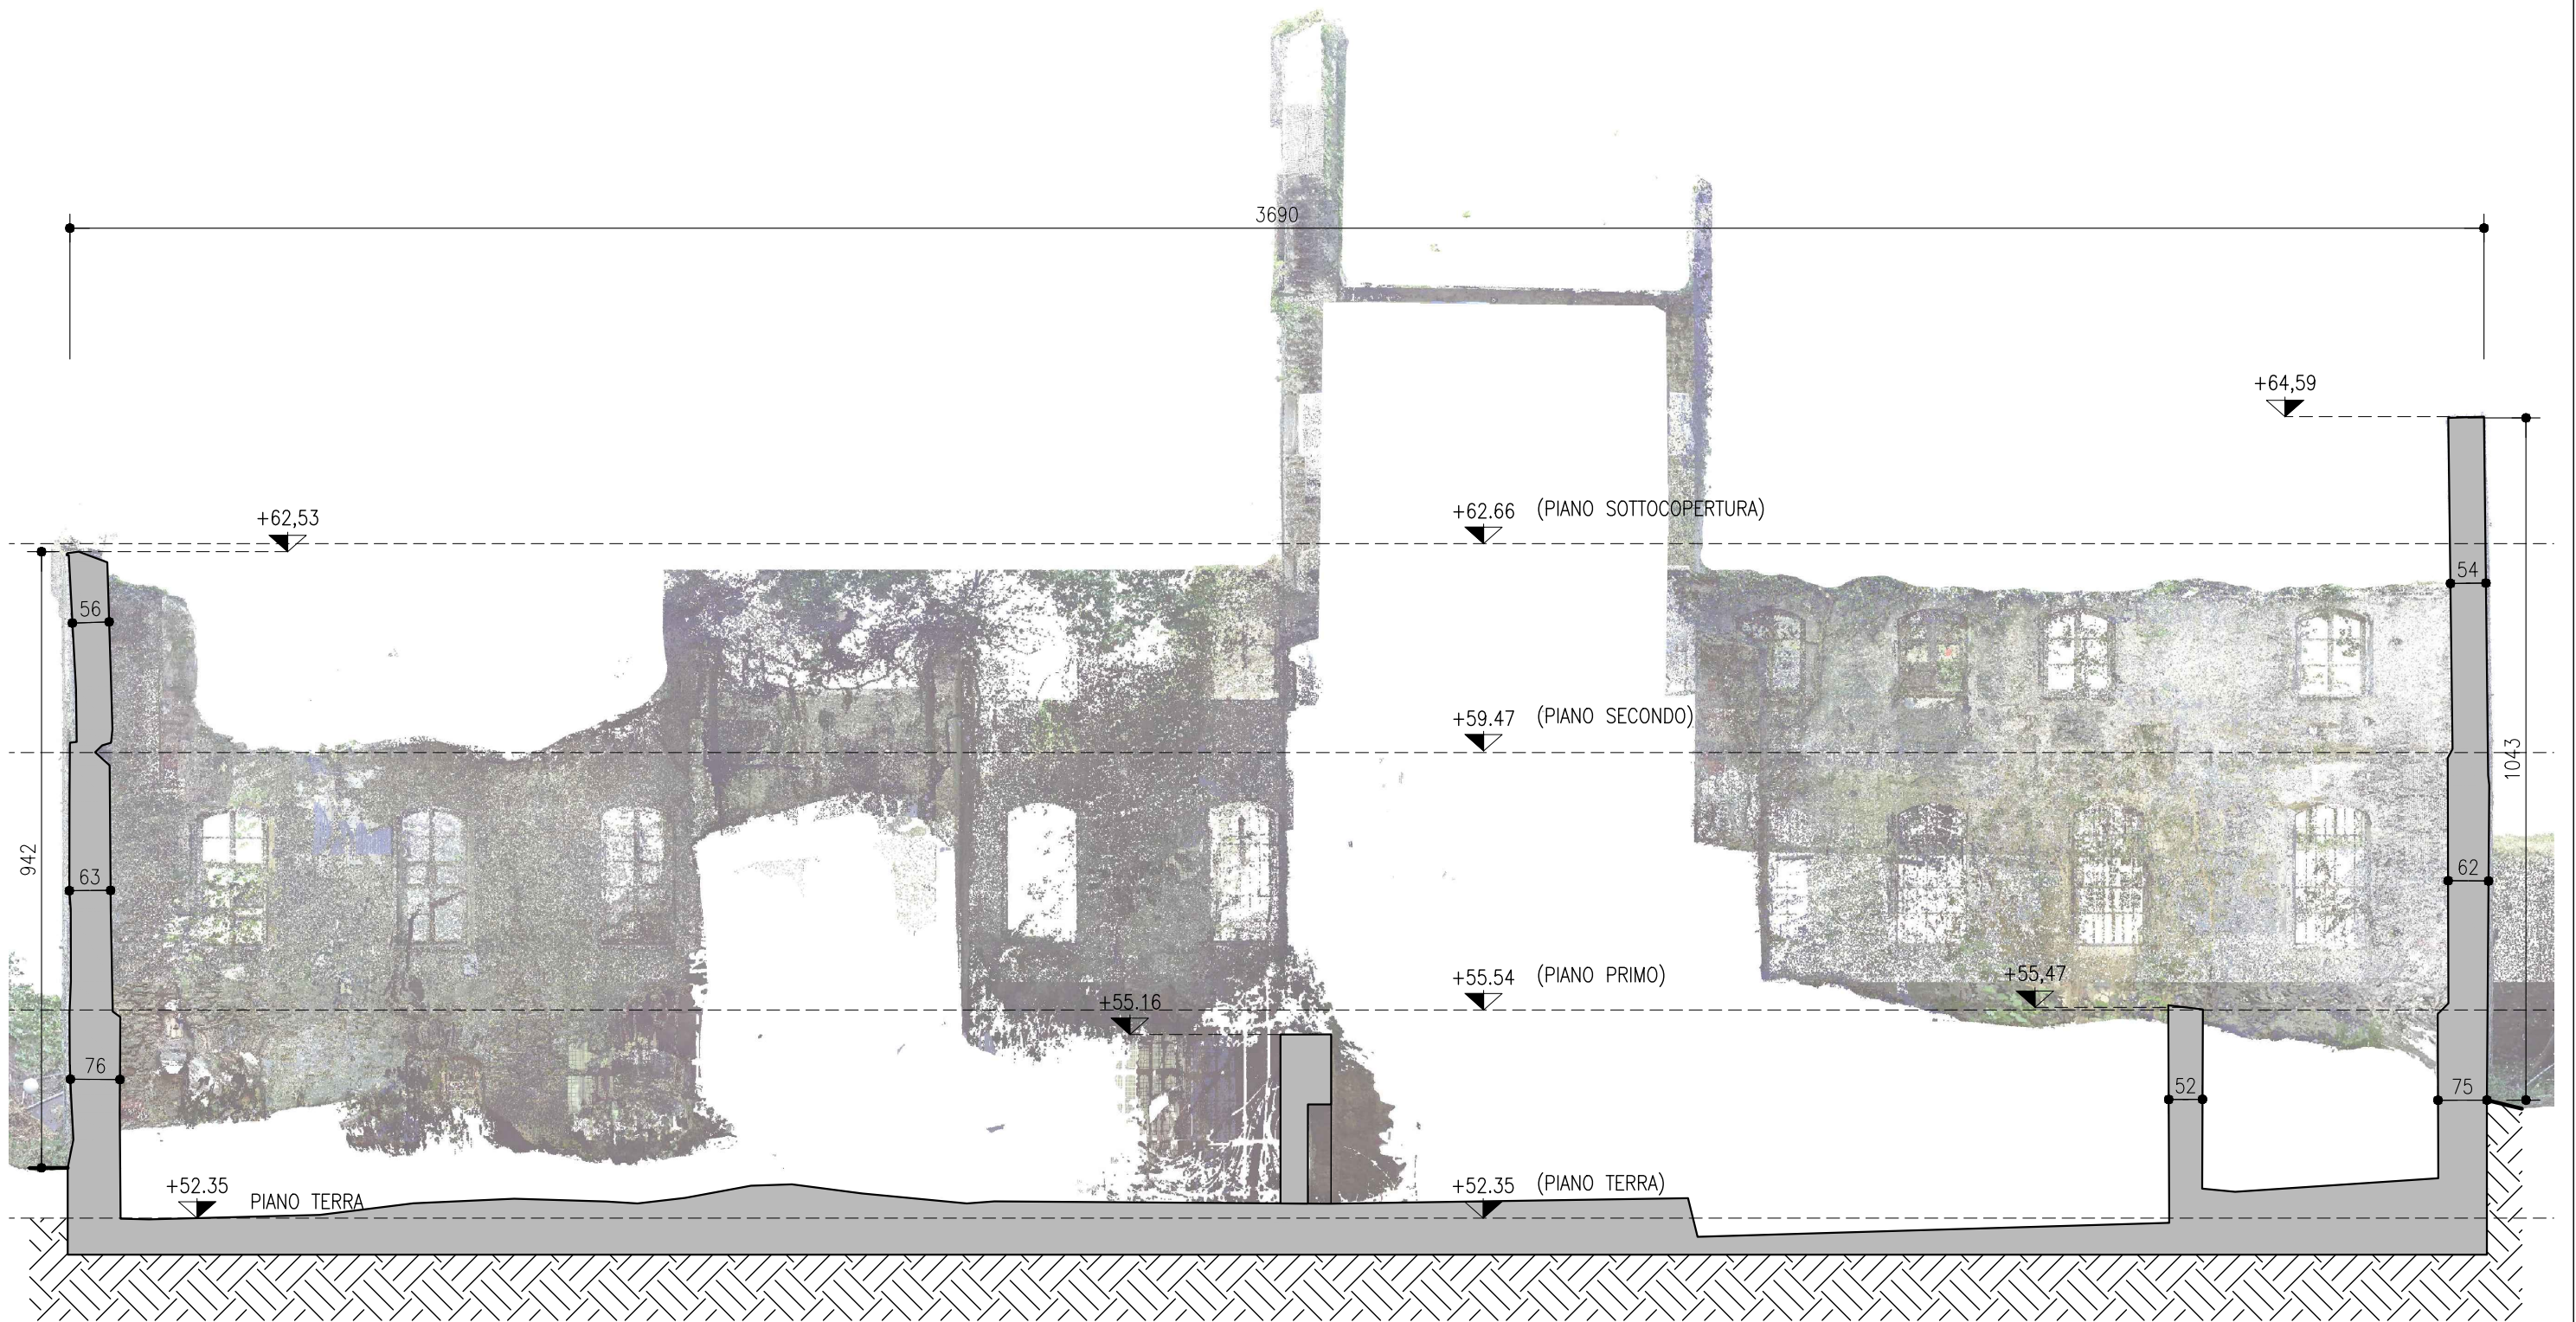 3690
+64,59
+62,53
+62.66 (PIANO SOTTOCOPERTURA)
54
56
+59.47 (PIANO SECONDO)
1043
942
63
62
+55.54 (PIANO PRIMO)
+55,47
+55.16
76
52
75
+52.35 PIANO TERRA
+52.35 (PIANO TERRA)